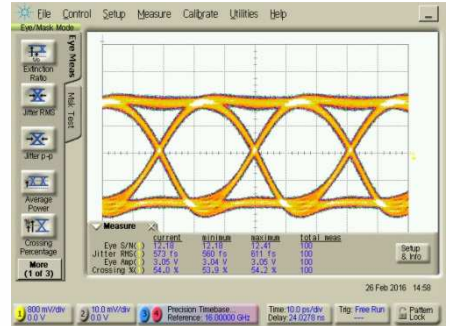 File Control Setup Measure Calibrate Utilities Help
Eye/Mask Mode
Extinction
Ratio
Jitter RMS
Jitter p-p
Average
Power
Crossing
Percentage
More
(1 of 3)
Eye Meas
Msk Test
Measure
current minimum maximum total meas
Eye S/N( ) 12.18 12.18 12.41 100
Jitter RMS( ) 573 fs 560 fs 611 fs 100
Eye Amp( ) 3.05 V 3.04 V 3.05 V 100
Crossing %( ) 54.0 % 53.9 % 54.2 % 100
Setup
& Info
26 Feb 2016 14:58
1 800 mV/div
0.0 V
2 10.0 mV/div
0.0 V
3 4 Precision Timebase...
Reference: 16.00000 GHz
Time:10.0 ps/div
Delay:24.0278 ns
Trig: Free Run
Pattern
Lock